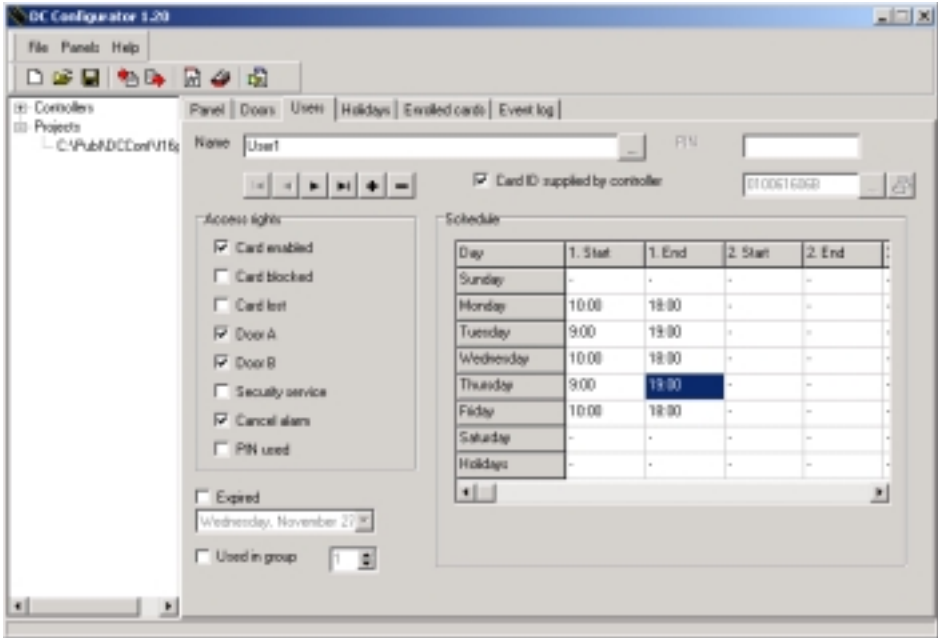 DC Configurator 1.20
File Panels Help
Controllers
Projects
C:\Publ\DCConf\
Panel Doors Users Holidays Enrolled cards Event log
Name User1 ... PIN
Card ID supplied by controller 010061606B ...
Access rights
Card enabled
Card blocked
Card lost
Door A
Door B
Security service
Cancel alarm
PIN used
Expired
Wednesday, November 27
Used in group 1
Schedule
Day 1. Start 1. End 2. Start 2. End
Sunday - - - -
Monday 10:00 18:00 - -
Tuesday 9:00 19:00 - -
Wednesday 10:00 18:00 - -
Thursday 9:00 19:00 - -
Friday 10:00 18:00 - -
Saturday - - - -
Holidays - - - -